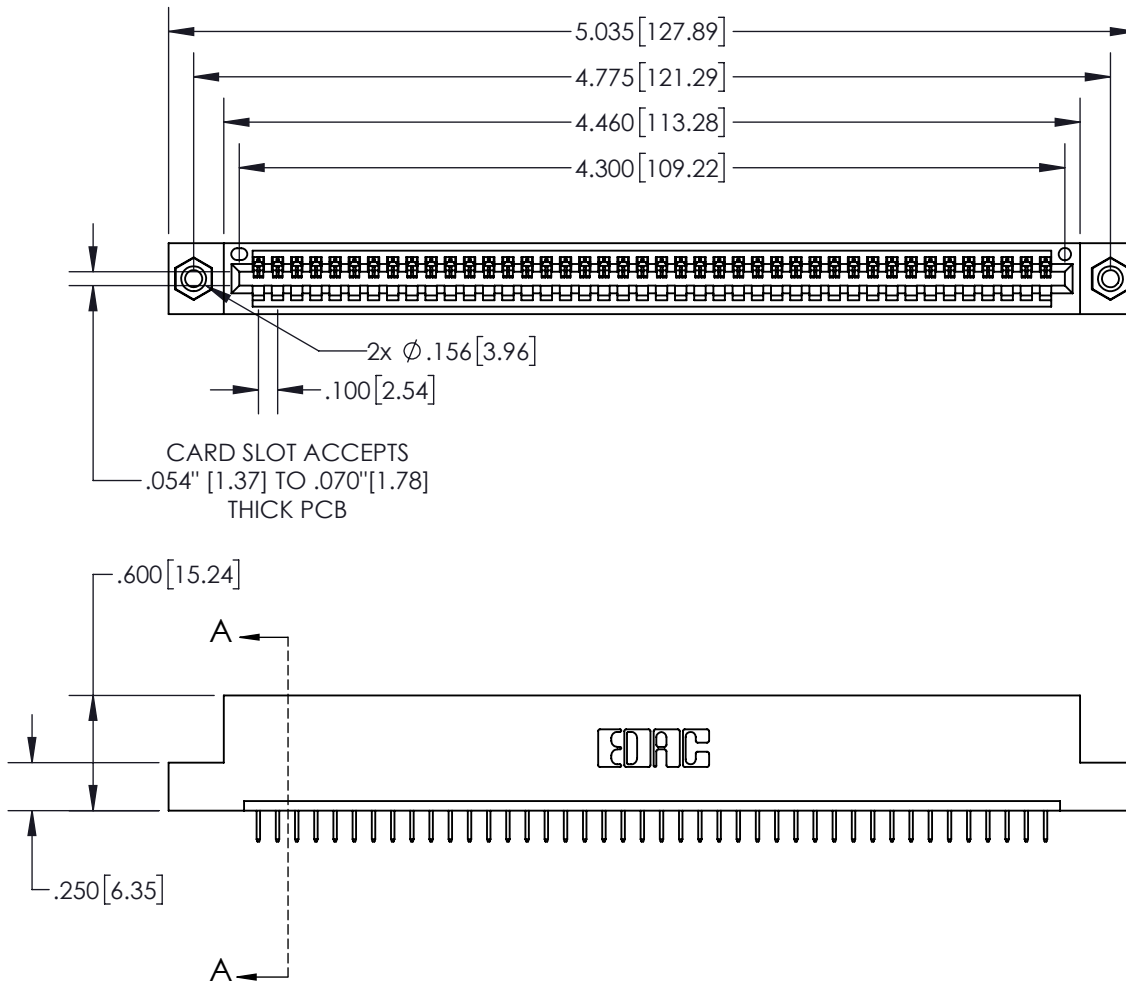 5.035[127.89]
4.775[121.29]
4.460[113.28]
4.300[109.22]
2x Ø.156[3.96]
.100[2.54]
CARD SLOT ACCEPTS
.054" [1.37] TO .070"[1.78]
THICK PCB
.600[15.24]
A
EDAC
.250[6.35]
A